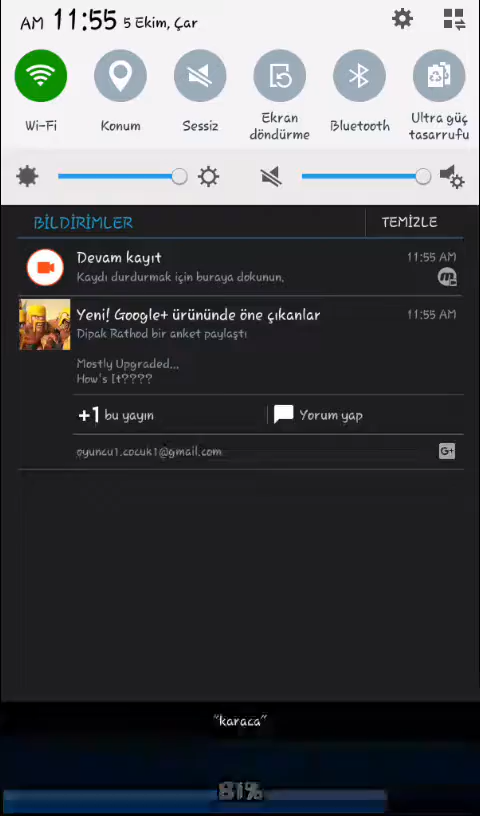 AM 11:55 5 Ekim, Çar
Wi-Fi
Konum
Sessiz
Ekran
döndürme
Bluetooth
Ultra güç
tasarrufu
BİLDİRİMLER
TEMİZLE
Devam kayıt
11:55 AM
Kaydı durdurmak için buraya dokunun.
Yeni! Google+ ürününde öne çıkanlar
11:55 AM
Dipak Rathod bir anket paylaştı
Mostly Upgraded...
How's It????
+1 bu yayın
Yorum yap
oyuncu1.cocuk1@gmail.com
G+
"karaca"
81%